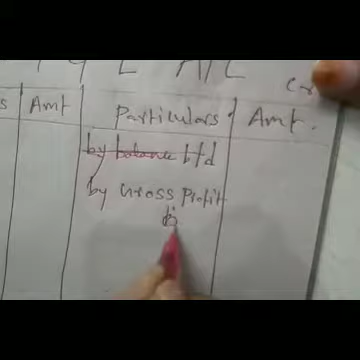 P & L A/C
Cr
s Amt Particulars Amt.
by balance b/d
by Gross Profit
b